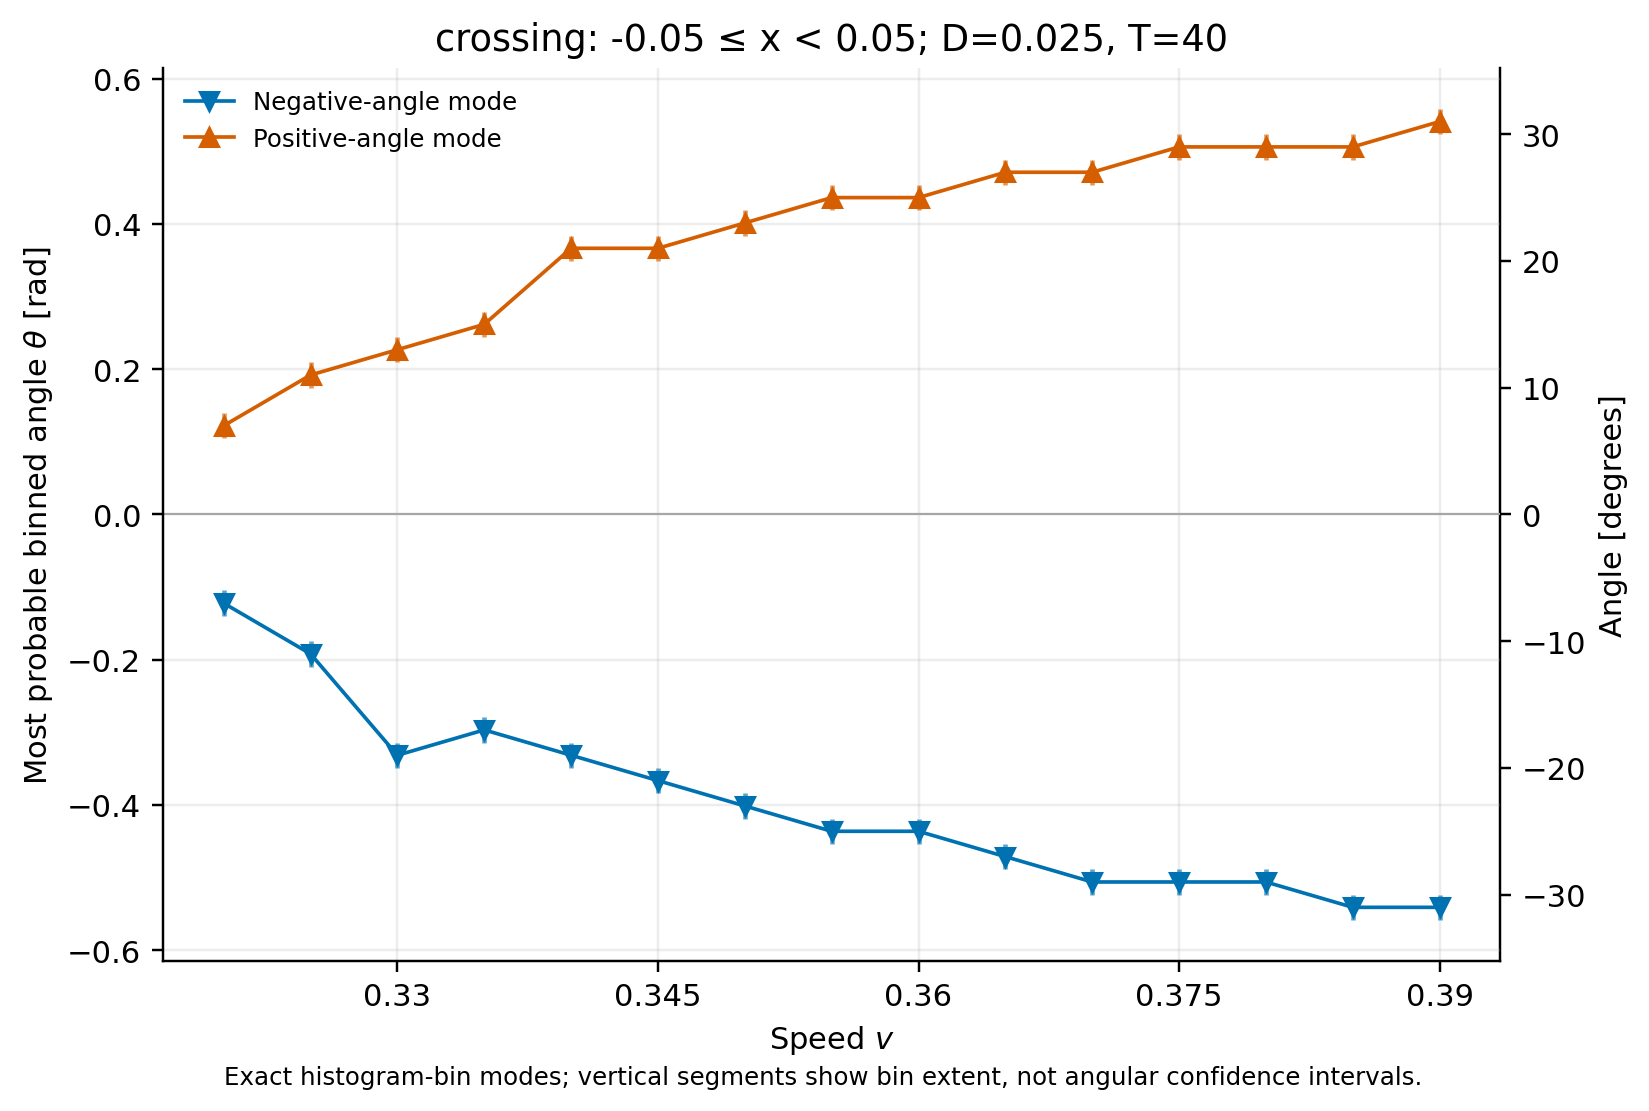 crossing: -0.05 ≤ x < 0.05; D=0.025, T=40
Negative-angle mode
Positive-angle mode
Most probable binned angle θ [rad]
0.6
0.4
0.2
0.0
−0.2
−0.4
−0.6
30
20
10
0
−10
−20
−30
Angle [degrees]
0.33
0.345
0.36
0.375
0.39
Speed v
Exact histogram-bin modes; vertical segments show bin extent, not angular confidence intervals.